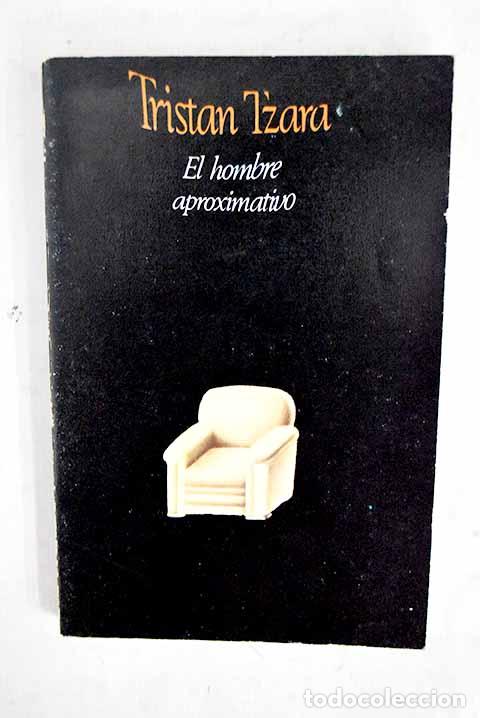 Tristan Tzara
El hombre
aproximativo
todocoleccion